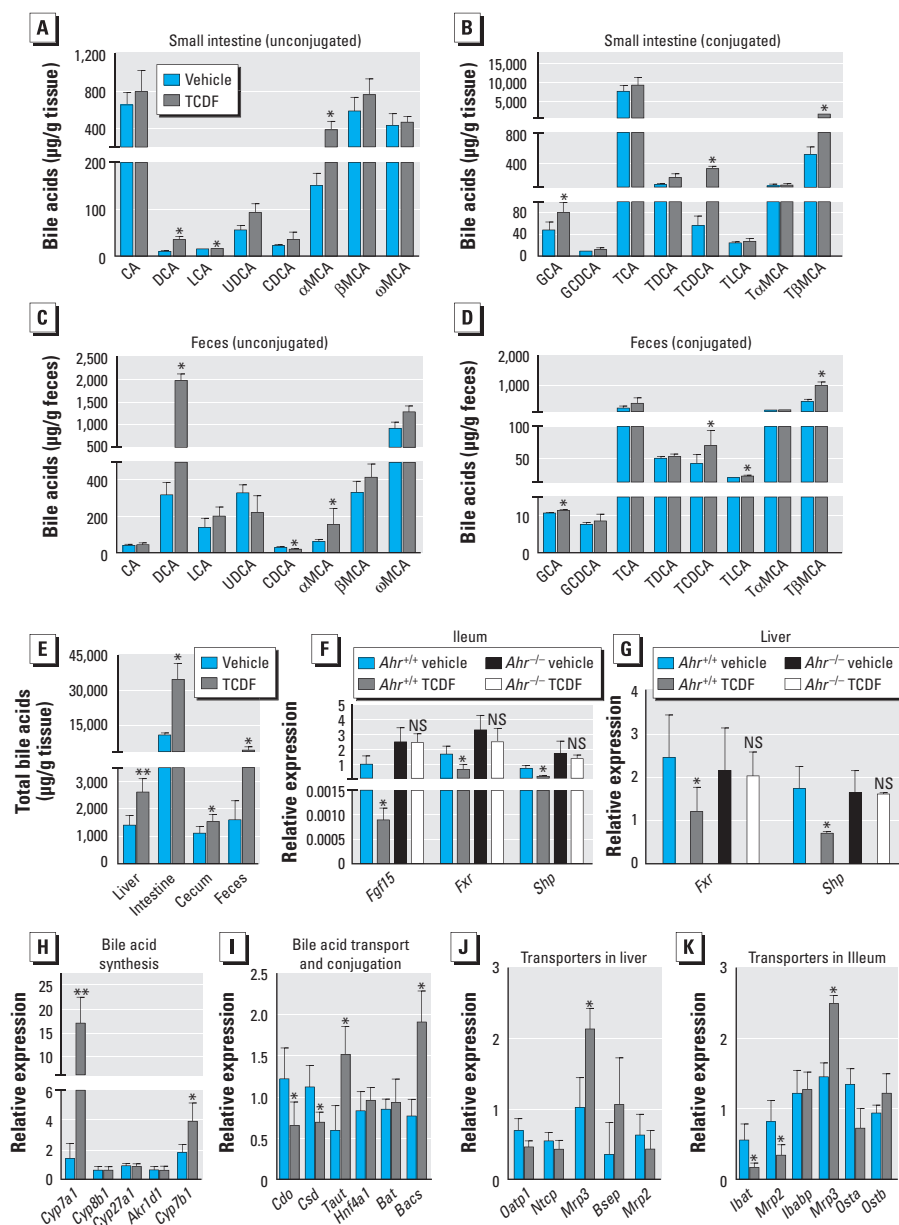 A
Small intestine (unconjugated)
Bile acids (µg/g tissue)
1,200
800
400
200
100
0
Vehicle
TCDF
*
*
*
CA
DCA
LCA
UDCA
CDCA
αMCA
βMCA
ωMCA
B
Small intestine (conjugated)
Bile acids (µg/g tissue)
15,000
10,000
5,000
800
400
80
40
0
*
*
*
GCA
GCDCA
TCA
TDCA
TCDCA
TLCA
TαMCA
TβMCA
C
Feces (unconjugated)
Bile acids (µg/g feces)
2,500
2,000
1,500
1,000
500
400
200
0
*
*
*
CA
DCA
LCA
UDCA
CDCA
αMCA
βMCA
ωMCA
D
Feces (conjugated)
Bile acids (µg/g feces)
2,000
1,000
100
50
10
0
*
*
*
*
GCA
GCDCA
TCA
TDCA
TCDCA
TLCA
TαMCA
TβMCA
E
Total bile acids
(µg/g tissue)
45,000
30,000
15,000
3,000
2,000
1,000
0
Vehicle
TCDF
**
*
*
*
Liver
Intestine
Cecum
Feces
F
Ileum
Ahr+/+ vehicle
Ahr−/− vehicle
Ahr+/+ TCDF
Ahr−/− TCDF
Relative expression
5
4
3
2
1
0
0.0015
0.0010
0.0005
0
*
NS
*
NS
*
NS
Fgf15
Fxr
Shp
G
Liver
Ahr+/+ vehicle
Ahr−/− vehicle
Ahr+/+ TCDF
Ahr−/− TCDF
Relative expression
4
3
2
1
0
*
NS
*
NS
Fxr
Shp
H
Bile acid
synthesis
Relative expression
25
20
15
10
5
6
4
2
0
**
*
Cyp7a1
Cyp8b1
Cyp27a1
Akr1d1
Cyp7b1
I
Bile acid transport
and conjugation
Relative expression
2.5
2.0
1.5
1.0
0.5
0
*
*
*
*
Cdo
Csd
Taut
Hnf4a1
Bat
Bacs
J
Transporters in liver
Relative expression
3
2
1
0
*
Oatp1
Ntcp
Mrp3
Bsep
Mrp2
K
Transporters in Illeum
Relative expression
3
2
1
0
*
*
*
Ibat
Mrp2
Ibabp
Mrp3
Osta
Ostb